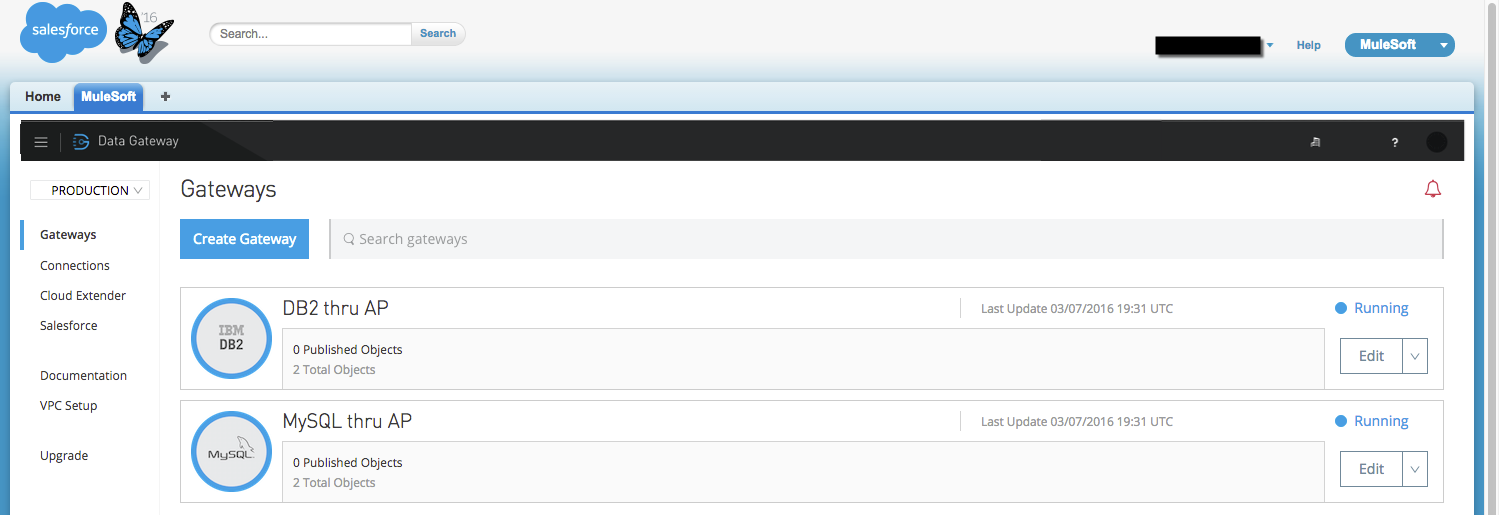 salesforce
'16
Search...
Search
Help
MuleSoft
Home
MuleSoft
+
Data Gateway
?
PRODUCTION
Gateways
Connections
Cloud Extender
Salesforce
Documentation
VPC Setup
Upgrade
Gateways
Create Gateway
Search gateways
IBM
DB2
DB2 thru AP
Last Update 03/07/2016 19:31 UTC
Running
0 Published Objects
2 Total Objects
Edit
MySQL
MySQL thru AP
Last Update 03/07/2016 19:31 UTC
Running
0 Published Objects
2 Total Objects
Edit